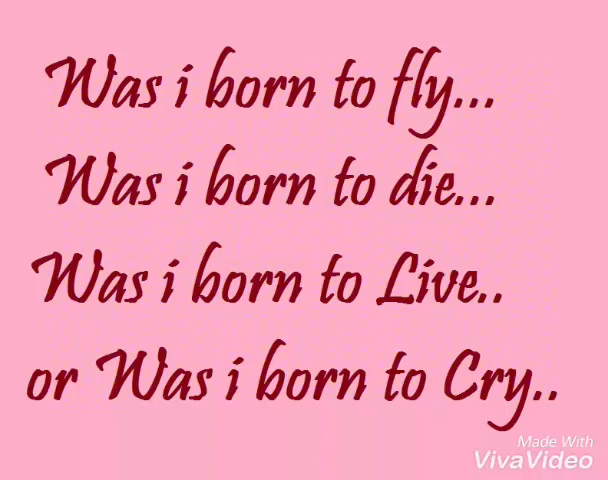 Was i born to fly...
Was i born to die...
Was i born to Live..
or Was i born to Cry..
Made With
VivaVideo